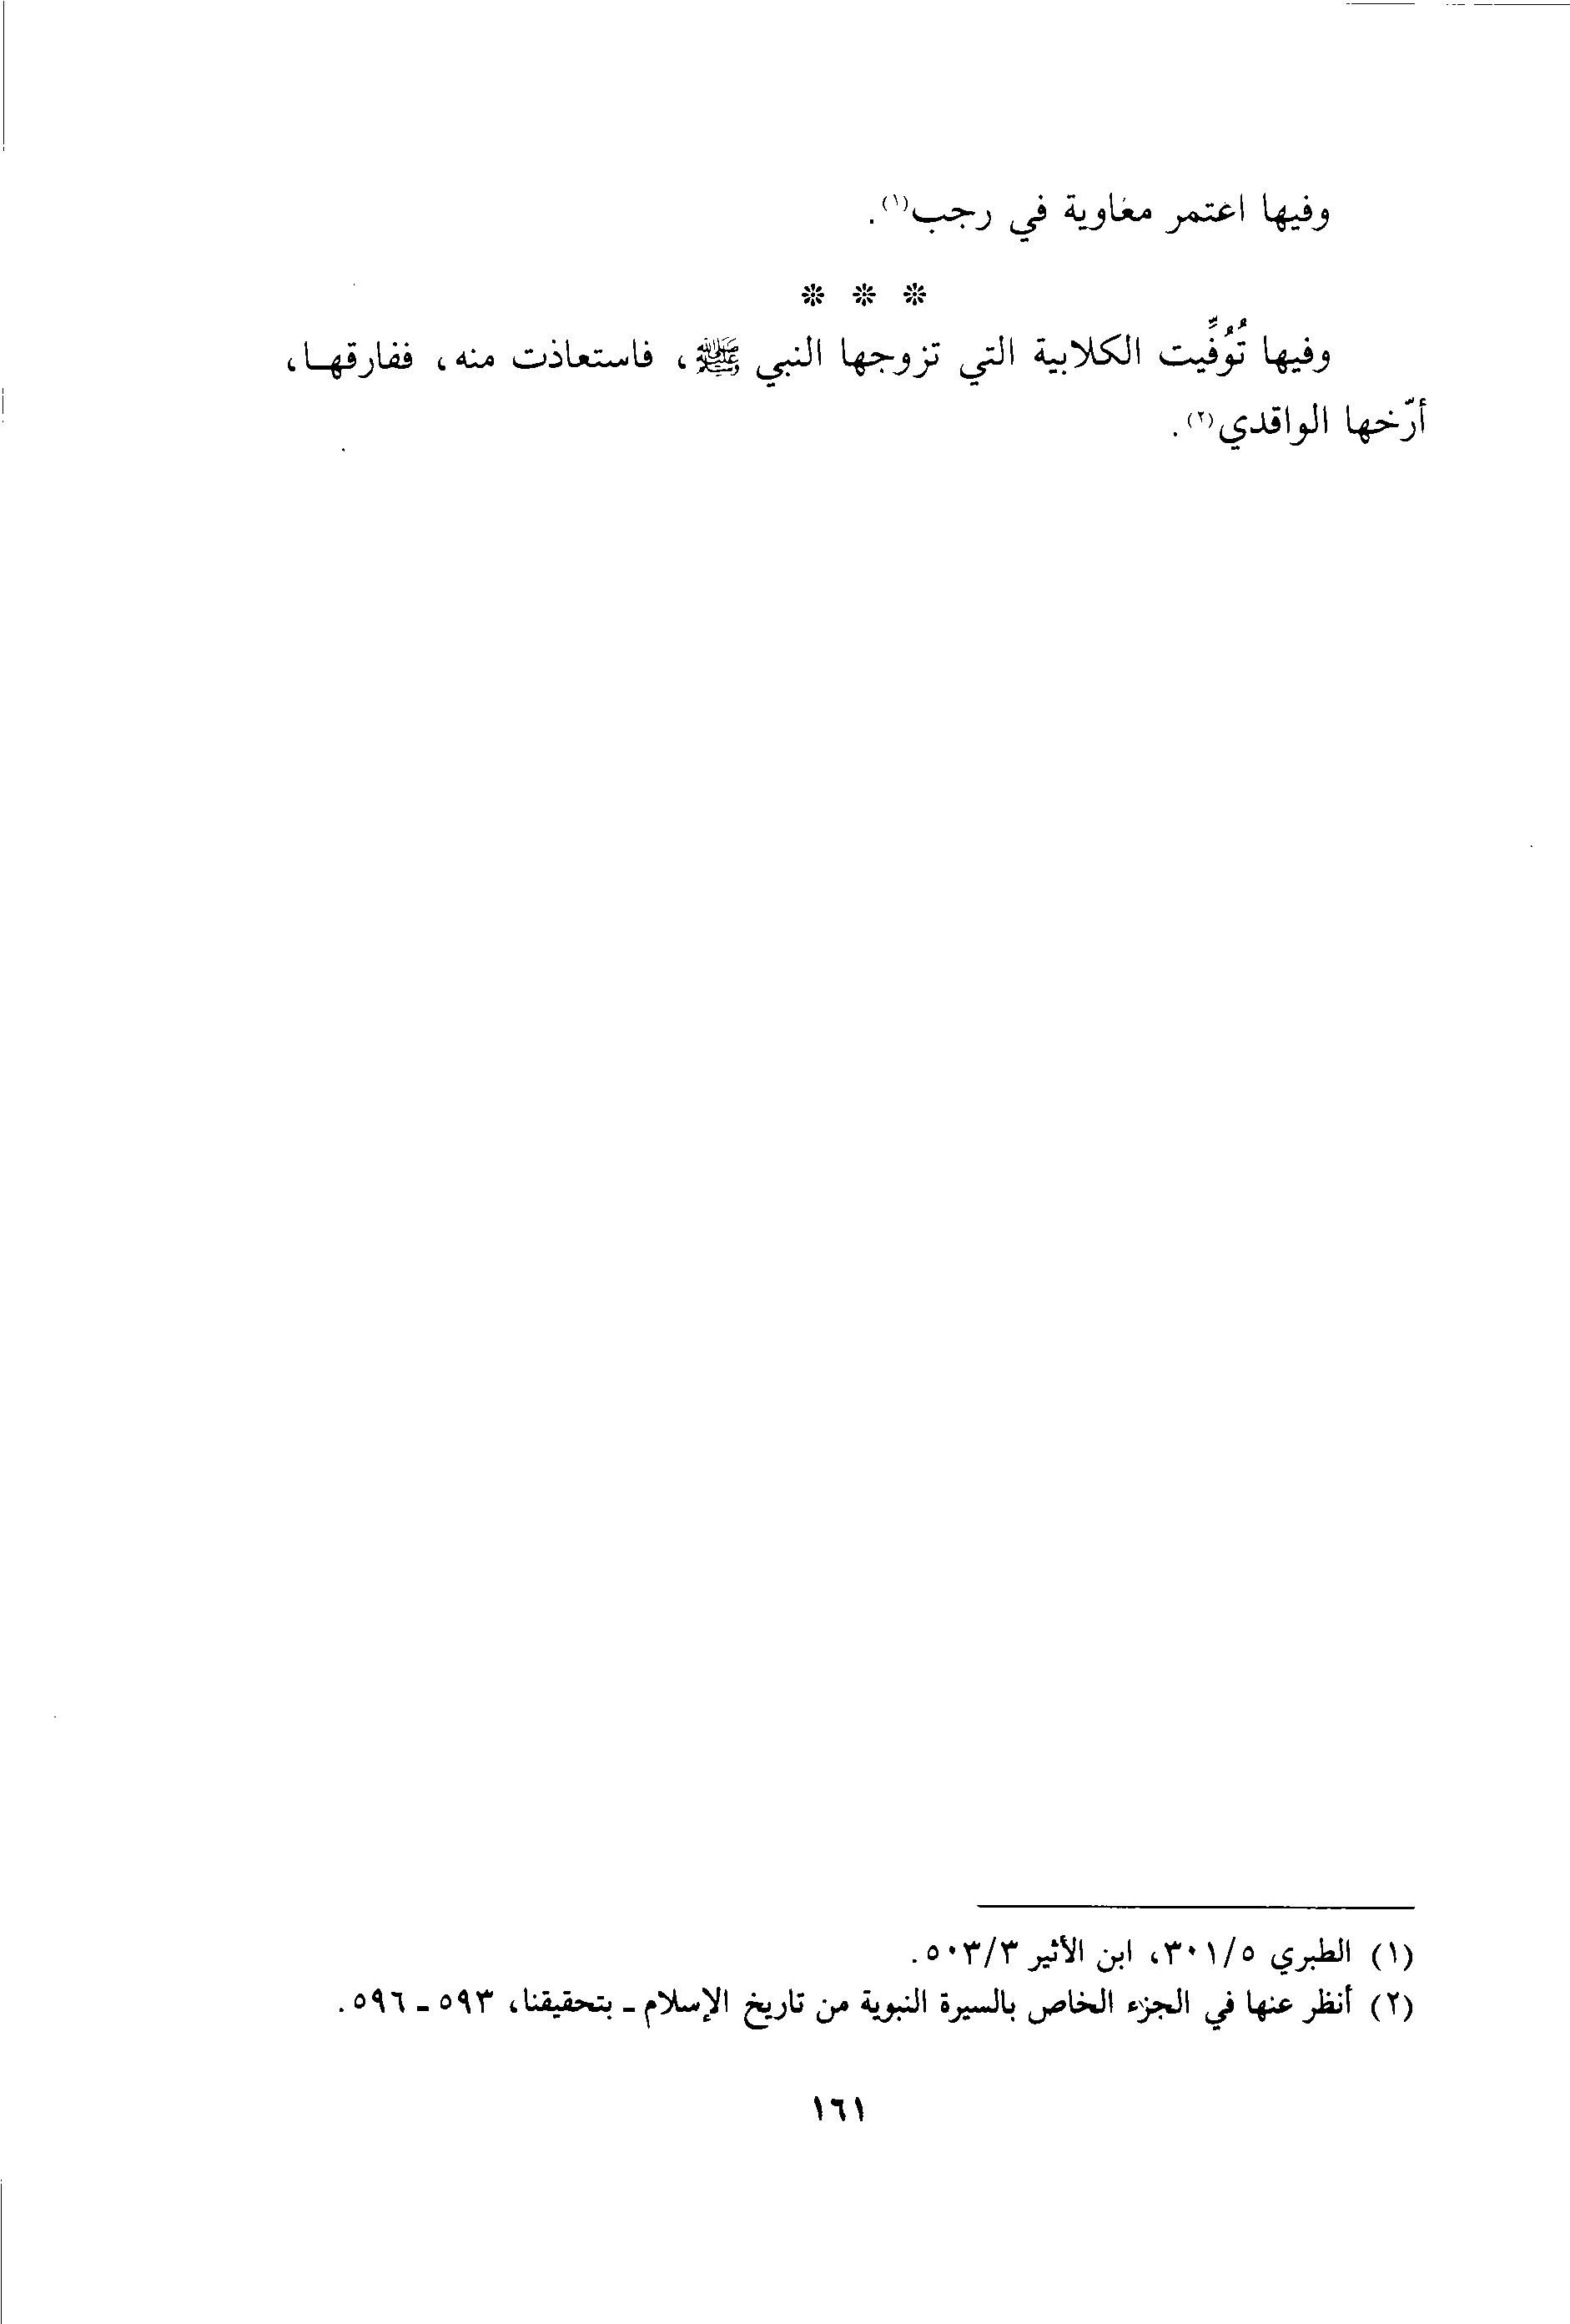 وفيها اعتمر معاوية في رجب(١).
* * *
وفيها تُوُفِّيت الكلابية التي تزوجها النبي ﷺ، فاستعاذت منه، ففارقهـا،
أرّخها الواقدي(٢).
(١) الطبري ٥/٣٠١، ابن الأثير ٣/٥٠٣.
(٢) أنظر عنها في الجزء الخاص بالسيرة النبوية من تاريخ الإسلام ـ بتحقيقنا، ٥٩٣ ـ ٥٩٦.
١٦١